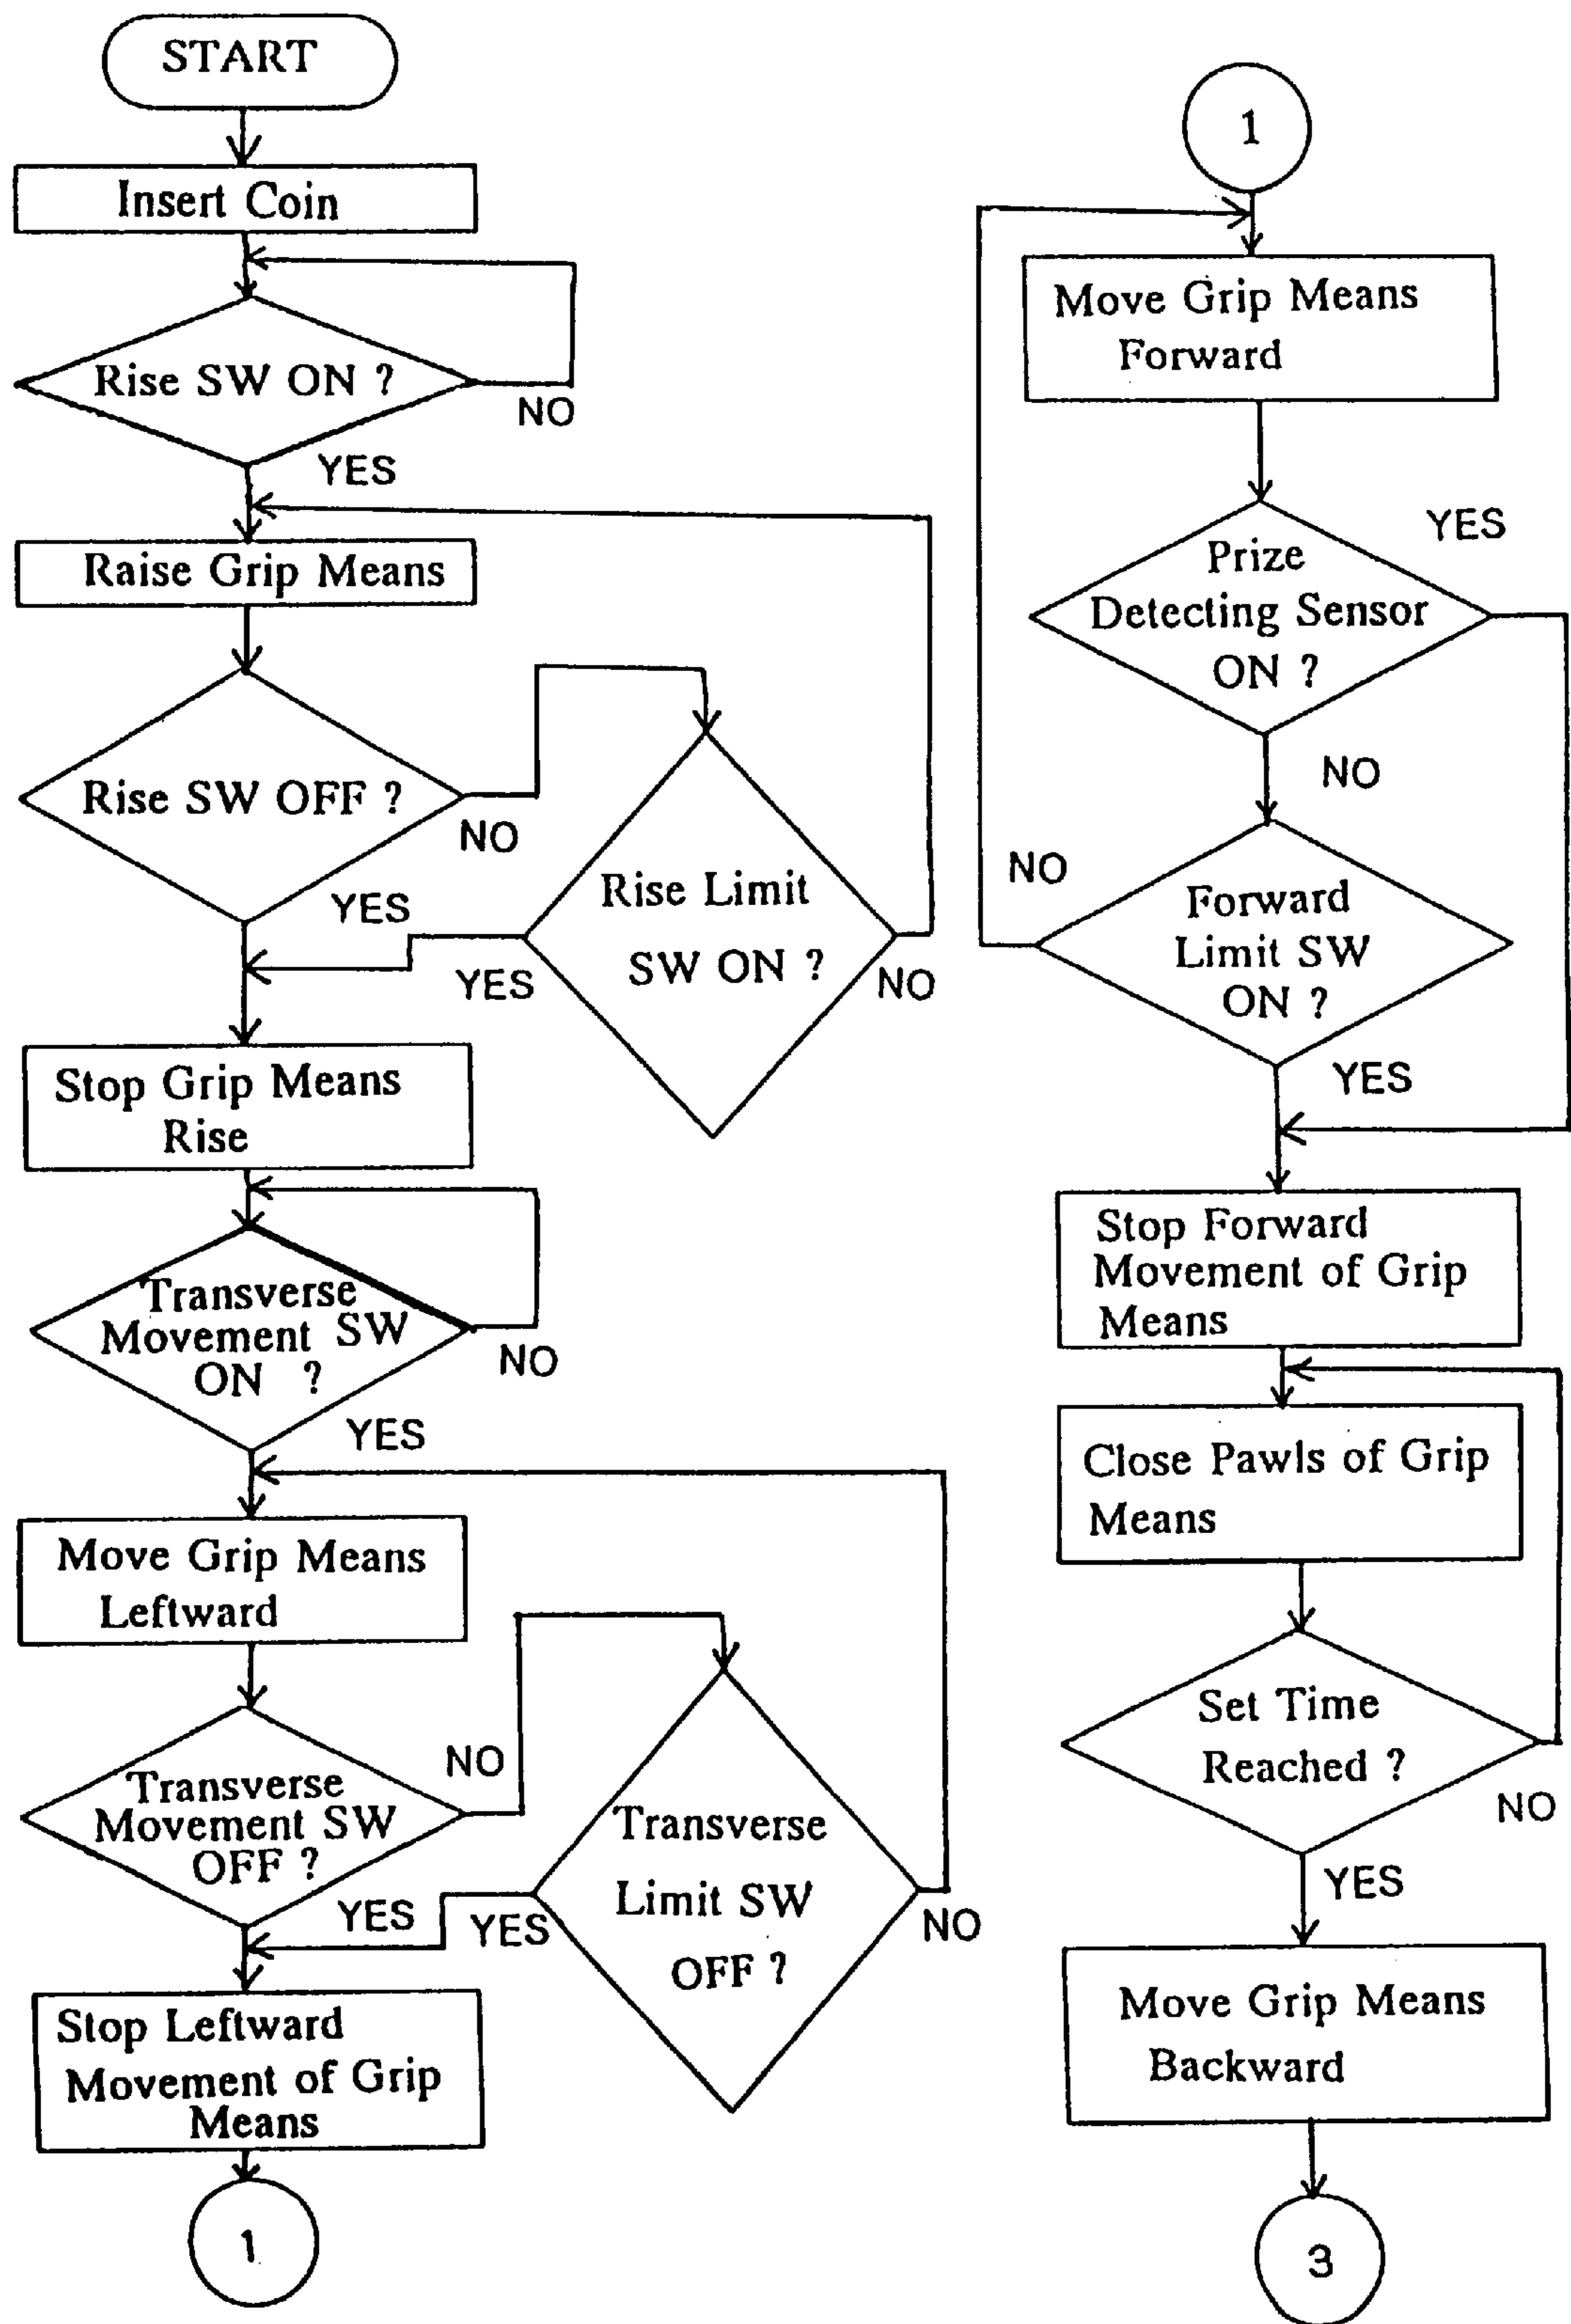 START
Insert Coin
Rise SW ON ?
NO
YES
Raise Grip Means
Rise SW OFF ?
NO
YES
Rise Limit
SW ON ?
YES
NO
Stop Grip Means
Rise
Transverse
Movement SW
ON ?
NO
YES
Move Grip Means
Leftward
Transverse
Movement SW
OFF ?
NO
YES
Transverse
Limit SW
OFF ?
YES
NO
Stop Leftward
Movement of Grip
Means
1
1
Move Grip Means
Forward
Prize
Detecting Sensor
ON ?
YES
NO
Forward
Limit SW
ON ?
NO
YES
Stop Forward
Movement of Grip
Means
Close Pawls of Grip
Means
Set Time
Reached ?
NO
YES
Move Grip Means
Backward
3